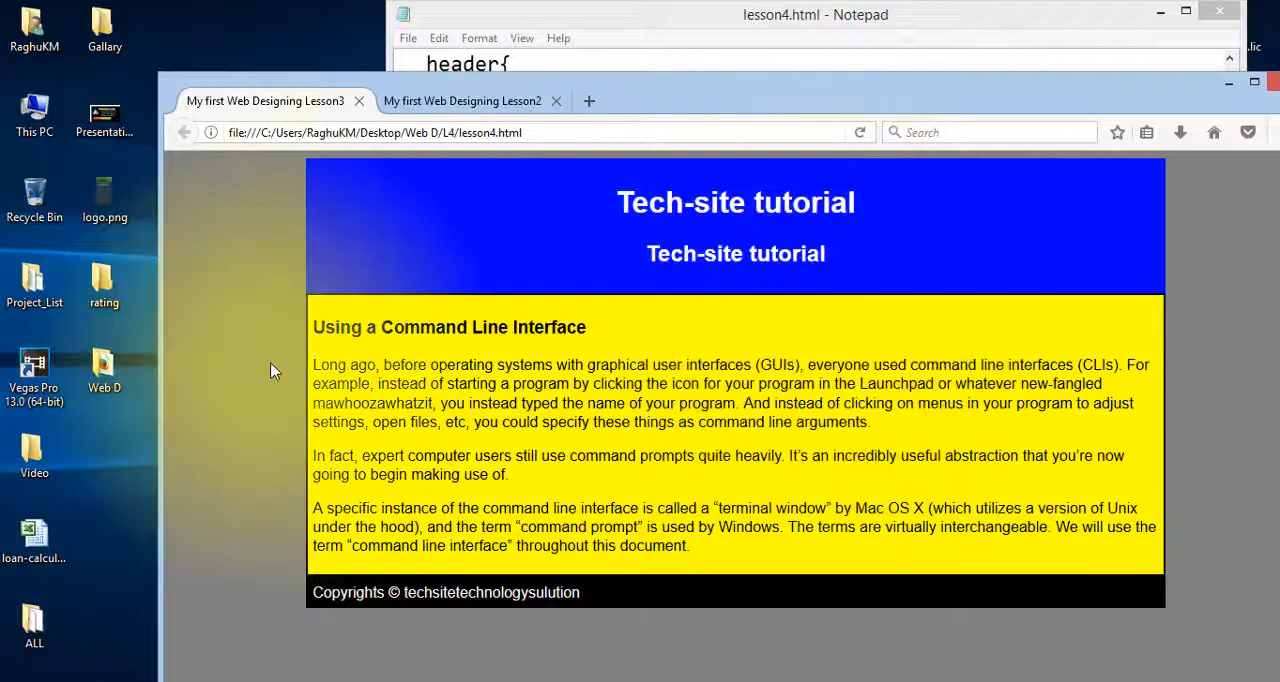 RaghuKM
Gallary
This PC
Presentati...
Recycle Bin
logo.png
Project_List
rating
Vegas Pro
13.0 (64-bit)
Web D
Video
loan-calcul...
ALL
lesson4.html - Notepad
File Edit Format View Help
header{
.lic
My first Web Designing Lesson3
My first Web Designing Lesson2
file:///C:/Users/RaghuKM/Desktop/Web D/L4/lesson4.html
Search
Tech-site tutorial
Tech-site tutorial
Using a Command Line Interface
Long ago, before operating systems with graphical user interfaces (GUIs), everyone used command line interfaces (CLIs). For
example, instead of starting a program by clicking the icon for your program in the Launchpad or whatever new-fangled
mawhoozawhatzit, you instead typed the name of your program. And instead of clicking on menus in your program to adjust
settings, open files, etc, you could specify these things as command line arguments.
In fact, expert computer users still use command prompts quite heavily. It’s an incredibly useful abstraction that you’re now
going to begin making use of.
A specific instance of the command line interface is called a “terminal window” by Mac OS X (which utilizes a version of Unix
under the hood), and the term “command prompt” is used by Windows. The terms are virtually interchangeable. We will use the
term “command line interface” throughout this document.
Copyrights © techsitetechnologysulution